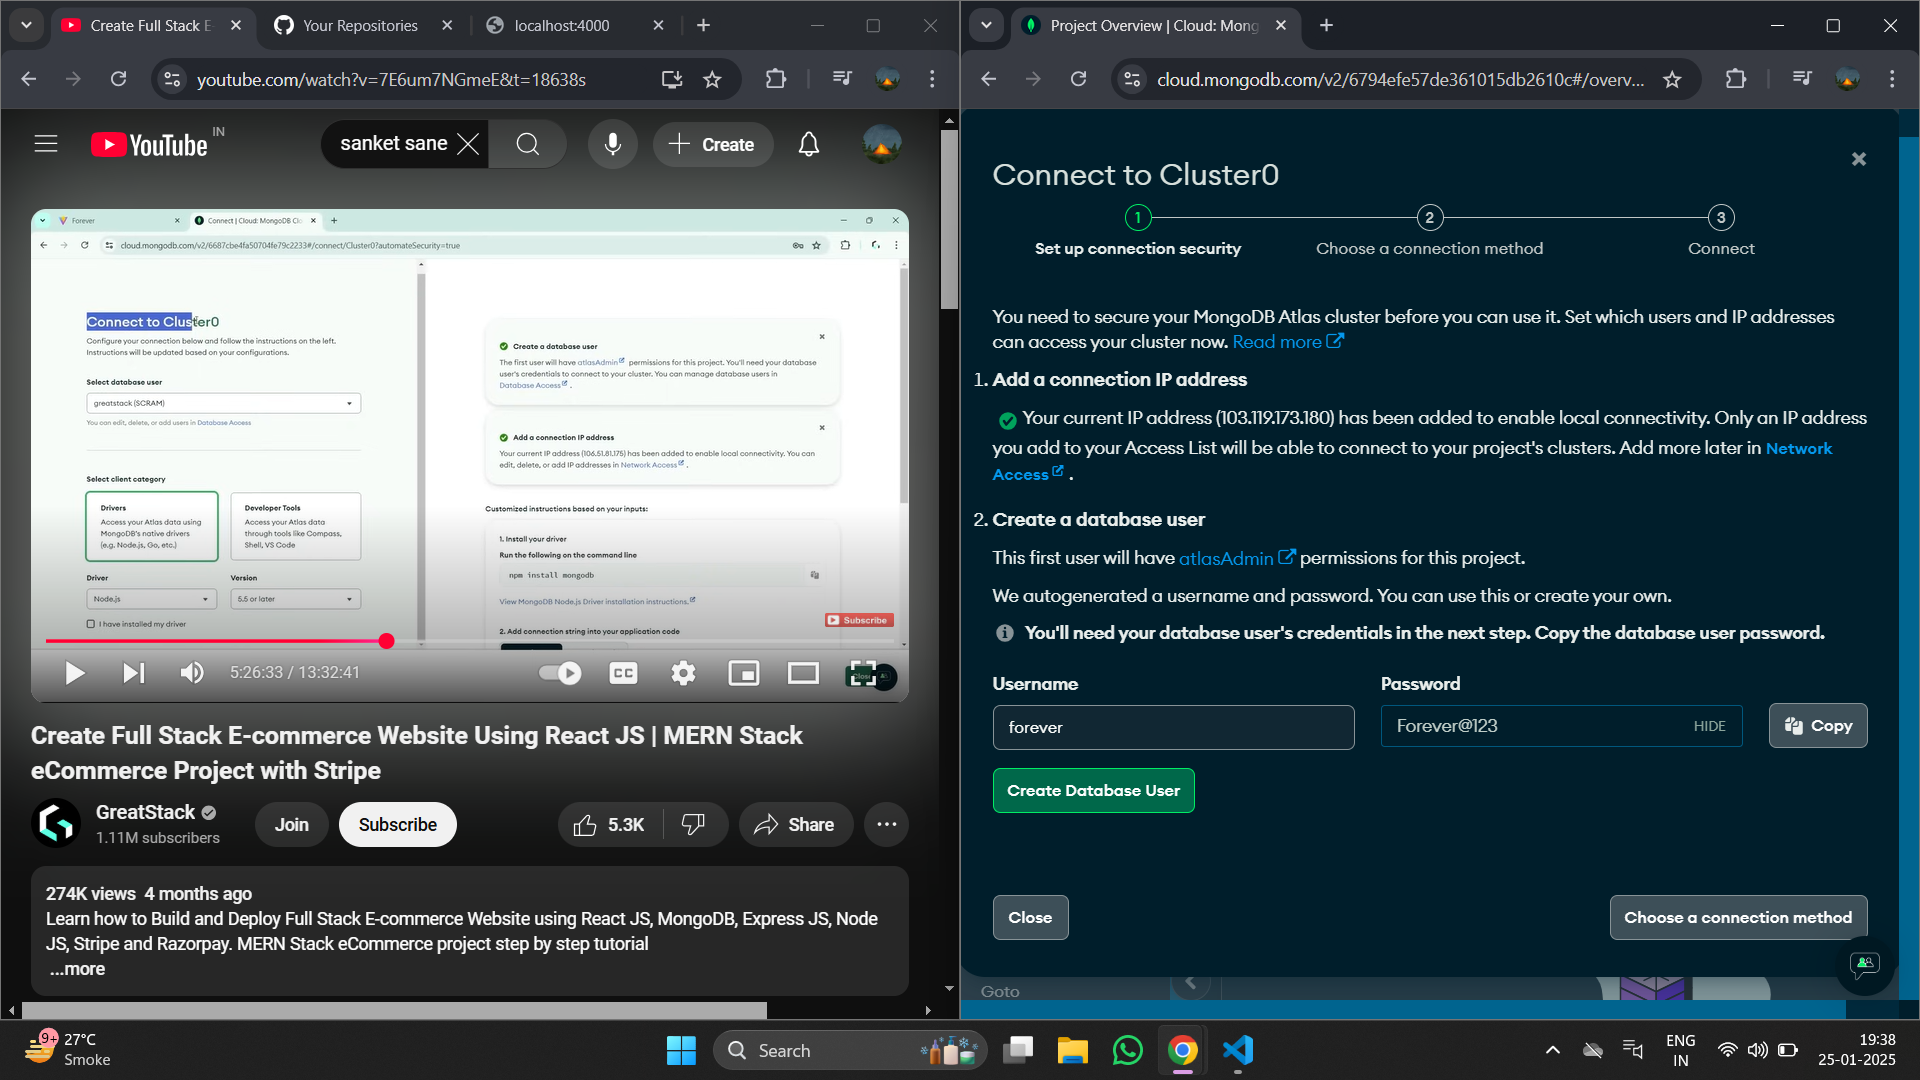 Create Full Stack E-
Your Repositories
localhost:4000
youtube.com/watch?v=7E6um7NGmeE&t=18638s
YouTube IN
sanket sane
Create
Forever
Connect | Cloud: MongoDB Clo
cloud.mongodb.com/v2/6687cbe4fa50704fe79c2233#/connect/Cluster0?automateSecurity=true
Connect to Cluster0
Configure your connection below and follow the instructions on the left.
Instructions will be updated based on your configurations.
Select database user
greatstack (SCRAM)
You can edit, delete, or add users in Database Access
Select client category
Drivers
Access your Atlas data using
MongoDB's native drivers
(e.g. Node.js, Go, etc.)
Developer Tools
Access your Atlas data
through tools like Compass,
Shell, VS Code
Driver
Node.js
Version
5.5 or later
I have installed my driver
Create a database user
The first user will have atlasAdmin permissions for this project. You'll need your database
user's credentials to connect to your cluster. You can manage database users in
Database Access .
Add a connection IP address
Your current IP address (106.51.81.175) has been added to enable local connectivity. You can
edit, delete, or add IP addresses in Network Access .
Customized instructions based on your inputs:
1. Install your driver
Run the following on the command line
npm install mongodb
View MongoDB Node.js Driver installation instructions.
2. Add connection string into your application code
Subscribe
5:26:33 / 13:32:41
CC
Create Full Stack E-commerce Website Using React JS | MERN Stack
eCommerce Project with Stripe
GreatStack
1.11M subscribers
Join
Subscribe
5.3K
Share
274K views 4 months ago
Learn how to Build and Deploy Full Stack E-commerce Website using React JS, MongoDB, Express JS, Node
JS, Stripe and Razorpay. MERN Stack eCommerce project step by step tutorial
...more
Project Overview | Cloud: Mong
cloud.mongodb.com/v2/6794efe57de361015db2610c#/overv...
Connect to Cluster0
1
2
3
Set up connection security
Choose a connection method
Connect
You need to secure your MongoDB Atlas cluster before you can use it. Set which users and IP addresses
can access your cluster now. Read more
1. Add a connection IP address
Your current IP address (103.119.173.180) has been added to enable local connectivity. Only an IP address
you add to your Access List will be able to connect to your project's clusters. Add more later in Network
Access .
2. Create a database user
This first user will have atlasAdmin permissions for this project.
We autogenerated a username and password. You can use this or create your own.
You'll need your database user's credentials in the next step. Copy the database user password.
Username
Password
forever
Forever@123
HIDE
Copy
Create Database User
Close
Choose a connection method
Goto
9+
27°C
Smoke
Search
ENG
IN
19:38
25-01-2025